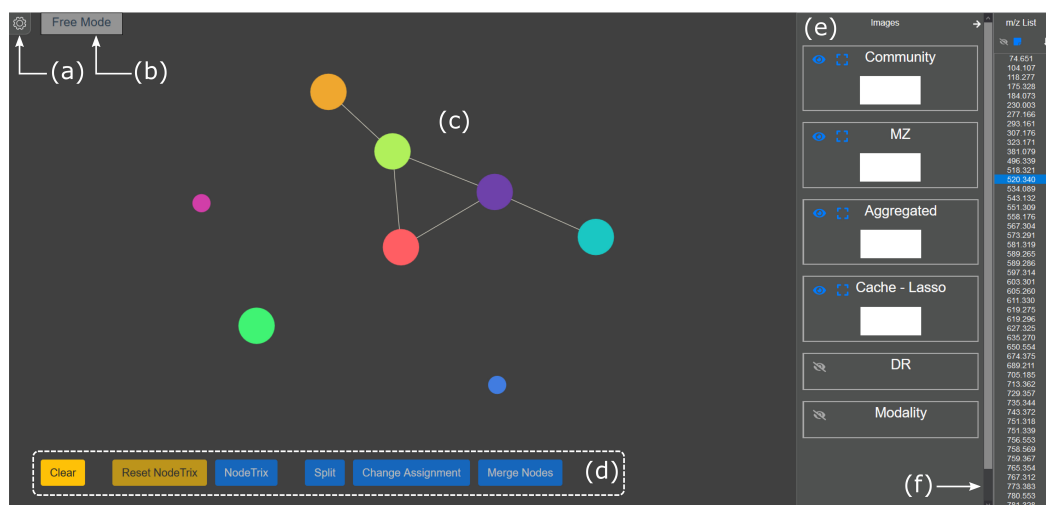 Free Mode
(a)
(b)
(c)
(d)
Clear
Reset NodeTrix
NodeTrix
Split
Change Assignment
Merge Nodes
(e)
Images
Community
MZ
Aggregated
Cache - Lasso
DR
Modality
(f)
m/z List
74.651
104.107
118.277
175.328
184.073
230.003
277.166
293.161
307.176
323.171
381.079
496.339
518.321
520.340
534.089
543.132
551.309
558.176
567.304
573.291
581.319
589.265
589.286
597.314
603.301
605.260
611.330
619.275
619.296
627.325
635.270
650.554
674.375
689.211
705.185
713.362
729.357
735.344
743.372
751.318
751.339
756.553
758.569
759.367
765.354
767.312
773.383
780.553
781.328